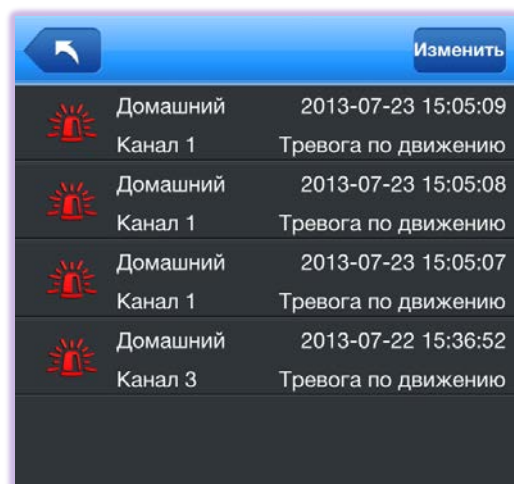 Изменить
Домашний 2013-07-23 15:05:09
Канал 1 Тревога по движению
Домашний 2013-07-23 15:05:08
Канал 1 Тревога по движению
Домашний 2013-07-23 15:05:07
Канал 1 Тревога по движению
Домашний 2013-07-22 15:36:52
Канал 3 Тревога по движению